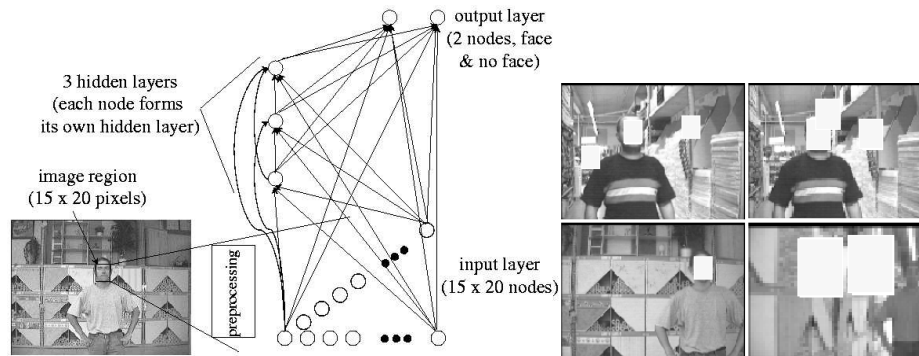 output layer
(2 nodes, face
& no face)
3 hidden layers
(each node forms
its own hidden layer)
image region
(15 x 20 pixels)
preprocessing
input layer
(15 x 20 nodes)